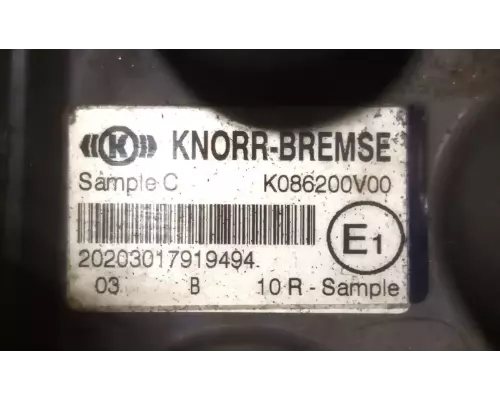 K KNORR-BREMSE
Sample C K086200V00
E1
20203017919494
03 B 10 R - Sample